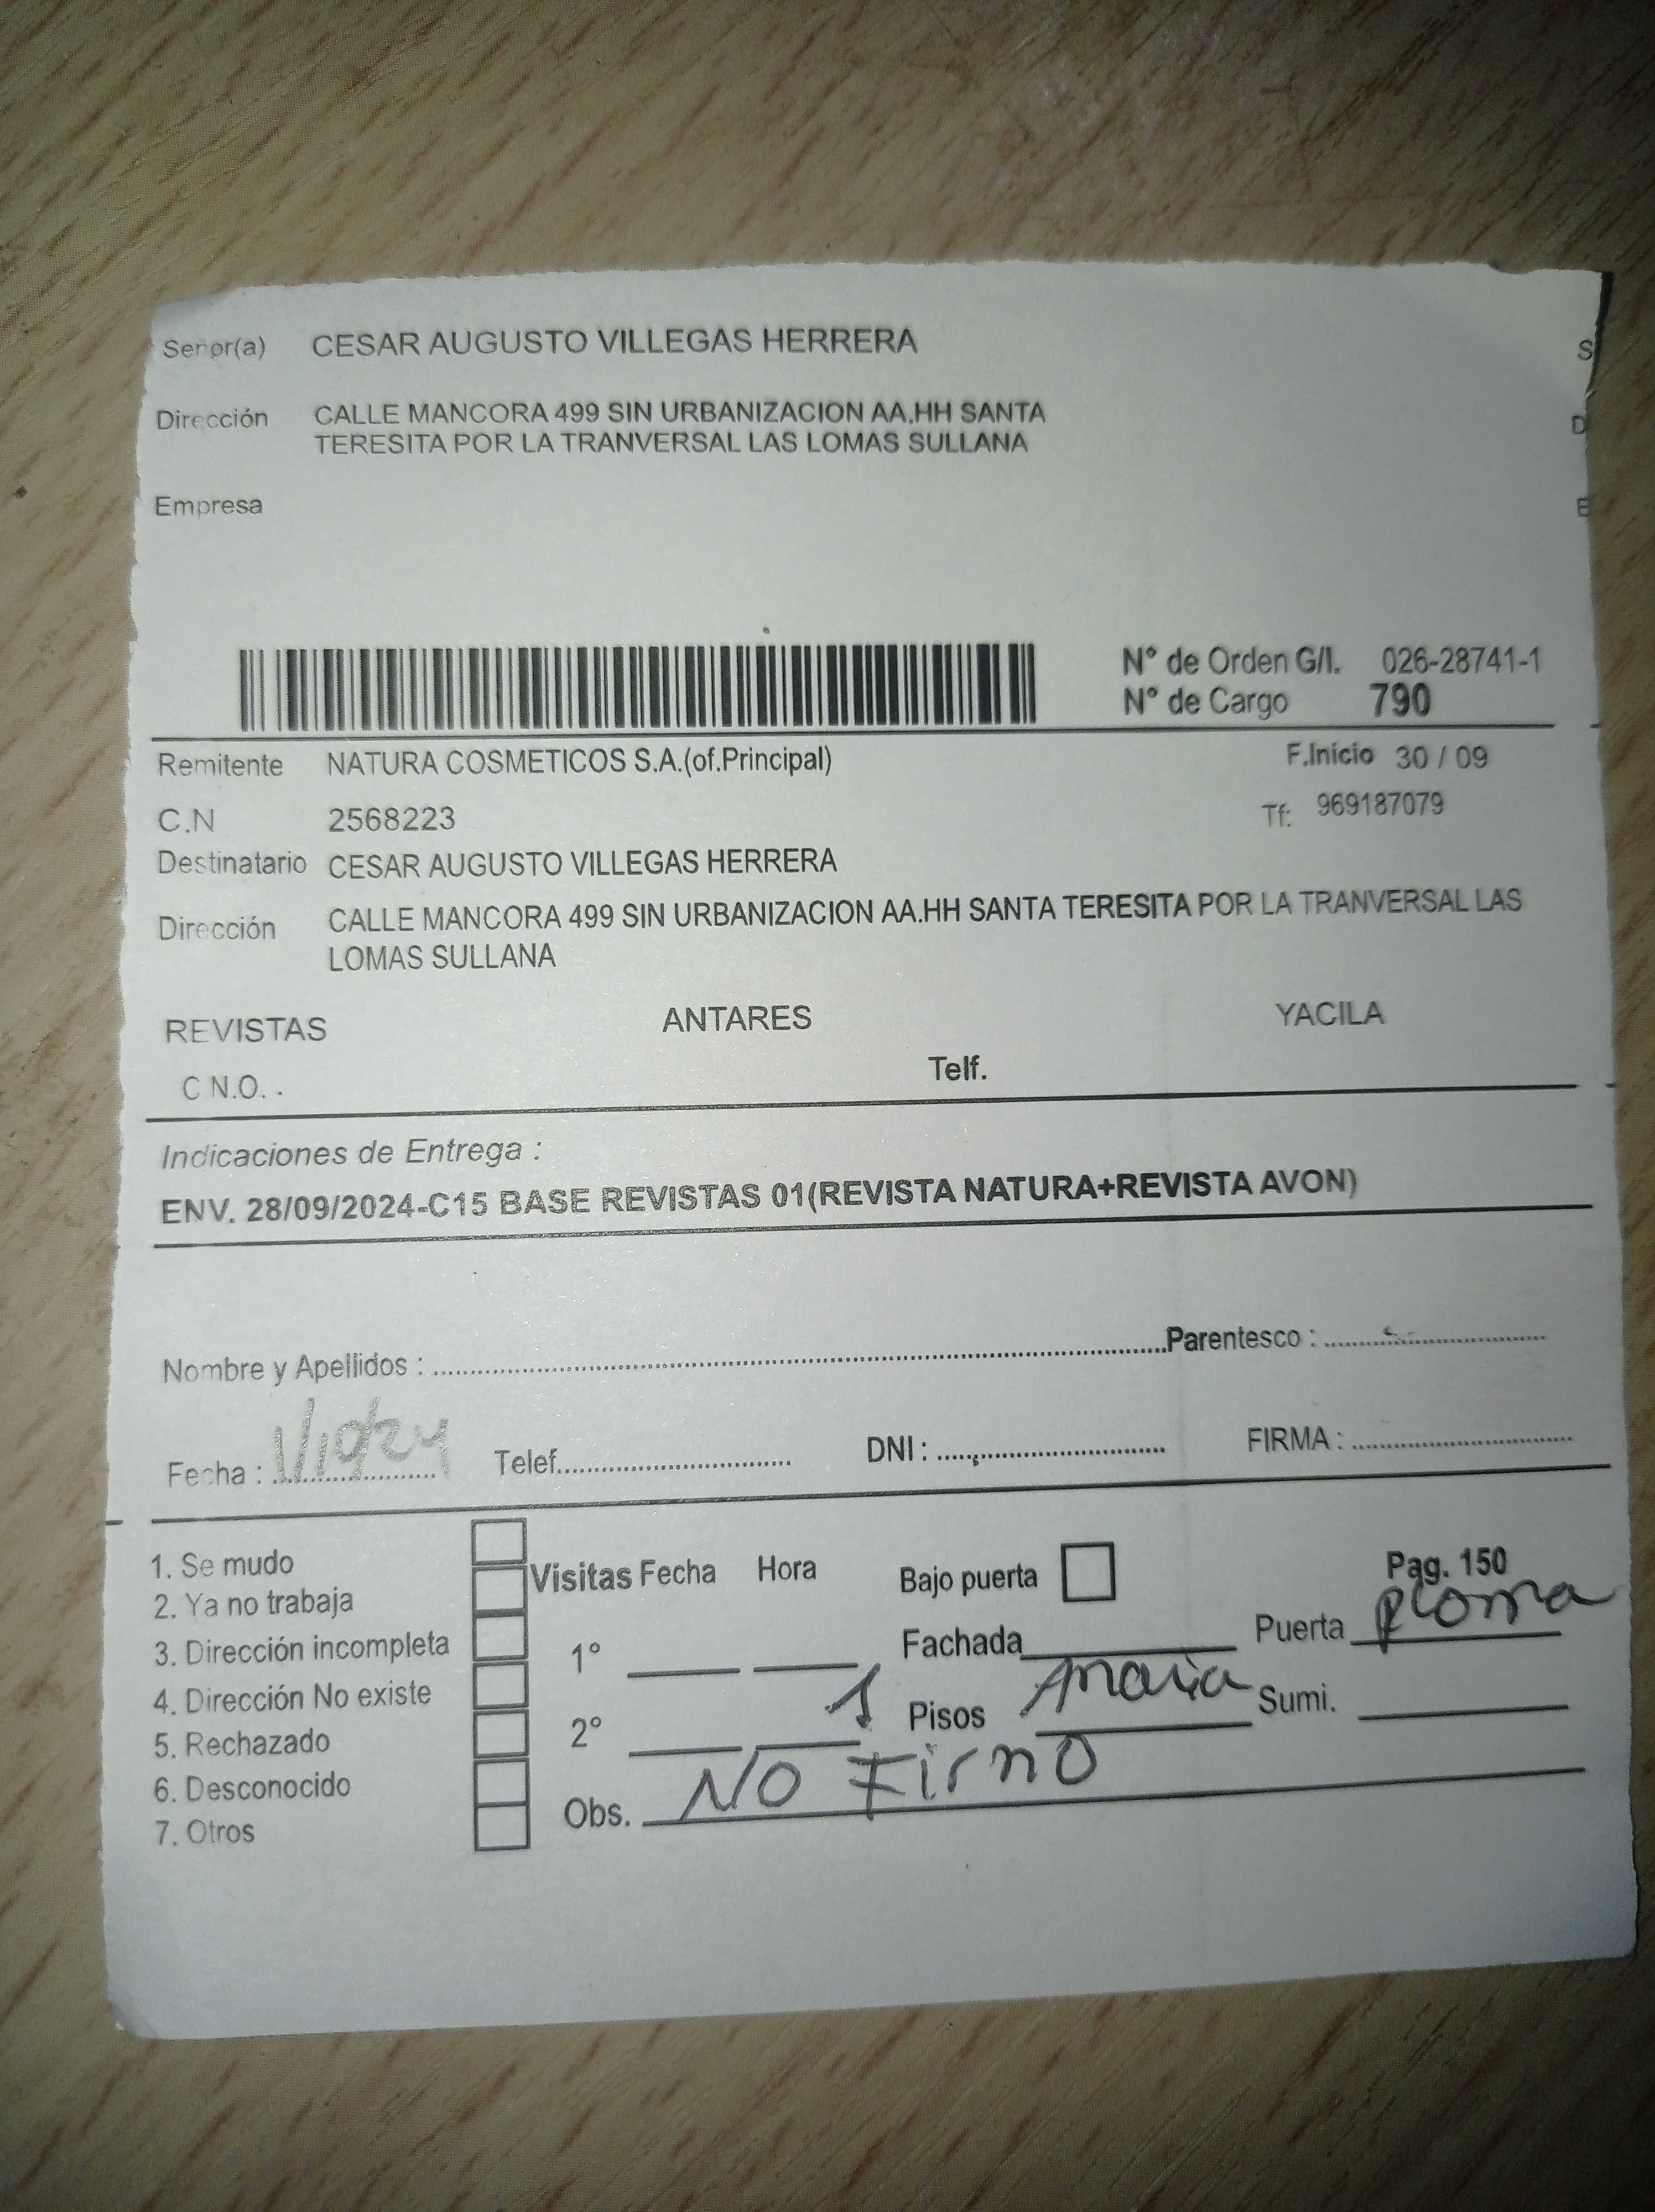 Señor(a) CESAR AUGUSTO VILLEGAS HERRERA S
Dirección CALLE MANCORA 499 SIN URBANIZACION AA.HH SANTA D
TERESITA POR LA TRANVERSAL LAS LOMAS SULLANA
Empresa E
N° de Orden G/I. 026-28741-1
N° de Cargo 790
Remitente NATURA COSMETICOS S.A.(of.Principal) F.Inicio 30 / 09
C.N 2568223 Tf: 969187079
Destinatario CESAR AUGUSTO VILLEGAS HERRERA
Dirección CALLE MANCORA 499 SIN URBANIZACION AA.HH SANTA TERESITA POR LA TRANVERSAL LAS
LOMAS SULLANA
REVISTAS ANTARES YACILA
C.N.O. . Telf.
Indicaciones de Entrega :
ENV. 28/09/2024-C15 BASE REVISTAS 01(REVISTA NATURA+REVISTA AVON)
Nombre y Apellidos : Parentesco :
Fecha : 1/10/24 Telef. DNI : FIRMA :
1. Se mudo
2. Ya no trabaja
3. Dirección incompleta
4. Dirección No existe
5. Rechazado
6. Desconocido
7. Otros
Visitas Fecha Hora Bajo puerta Pag. 150
1° Fachada Puerta Ploma
2° 1 Pisos Sumi.
Obs. NO Firmo